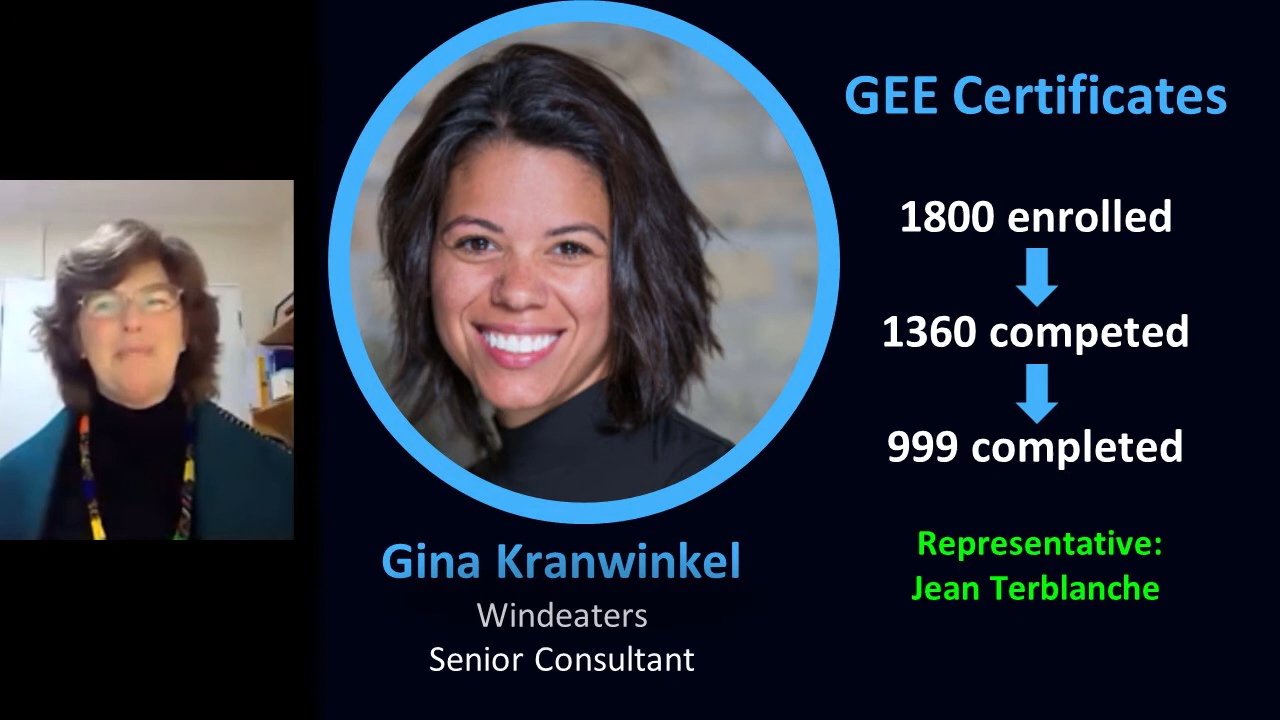 GEE Certificates
1800 enrolled
1360 competed
999 completed
Representative:
Jean Terblanche
Gina Kranwinkel
Windeaters
Senior Consultant